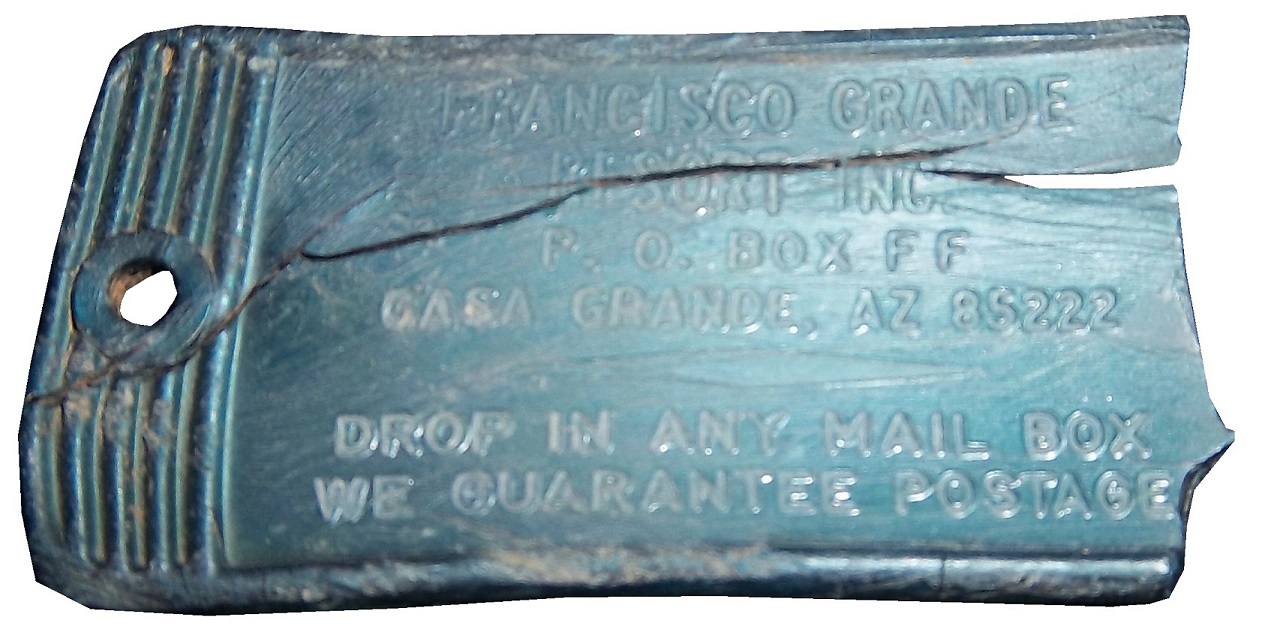 FRANCISCO GRANDE
RESORT INC.
P. O. BOX FF
CASA GRANDE, AZ 85222
DROP IN ANY MAIL BOX
WE GUARANTEE POSTAGE